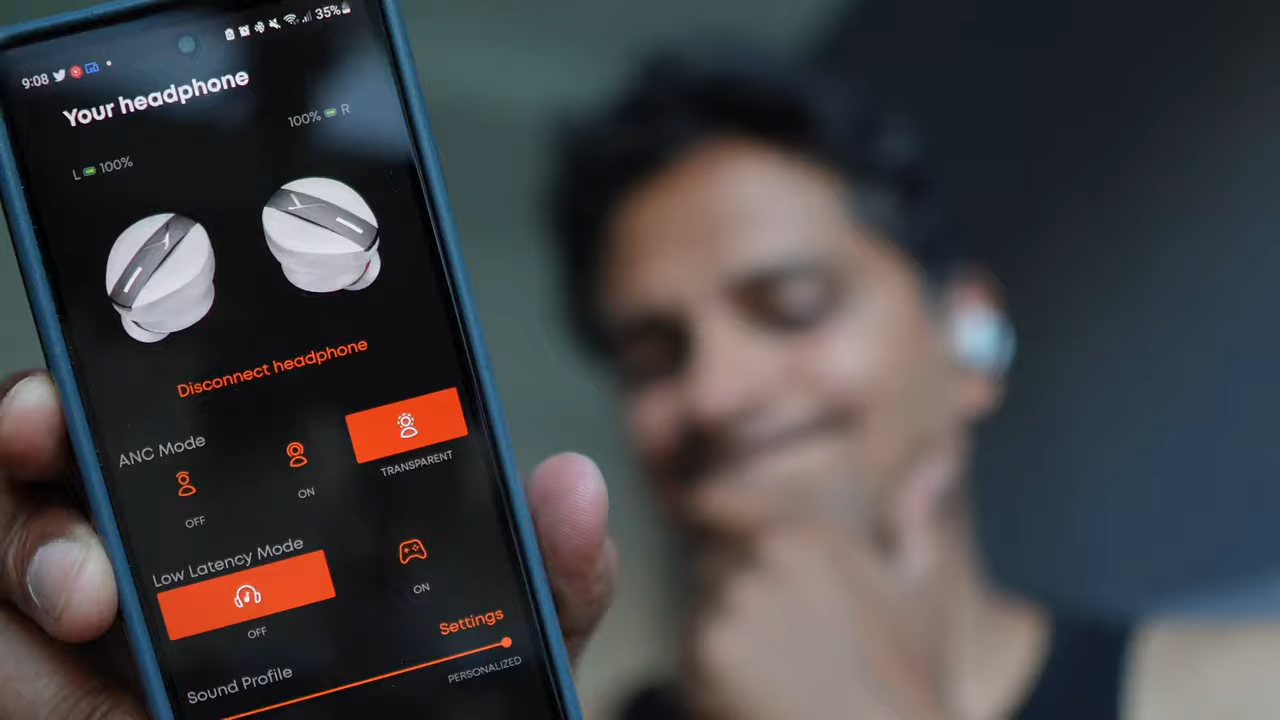 9:08 35%
Your headphone
100% R
L 100%
Disconnect headphone
ANC Mode
OFF
ON
TRANSPARENT
Low Latency Mode
OFF
ON
Settings
Sound Profile
PERSONALIZED